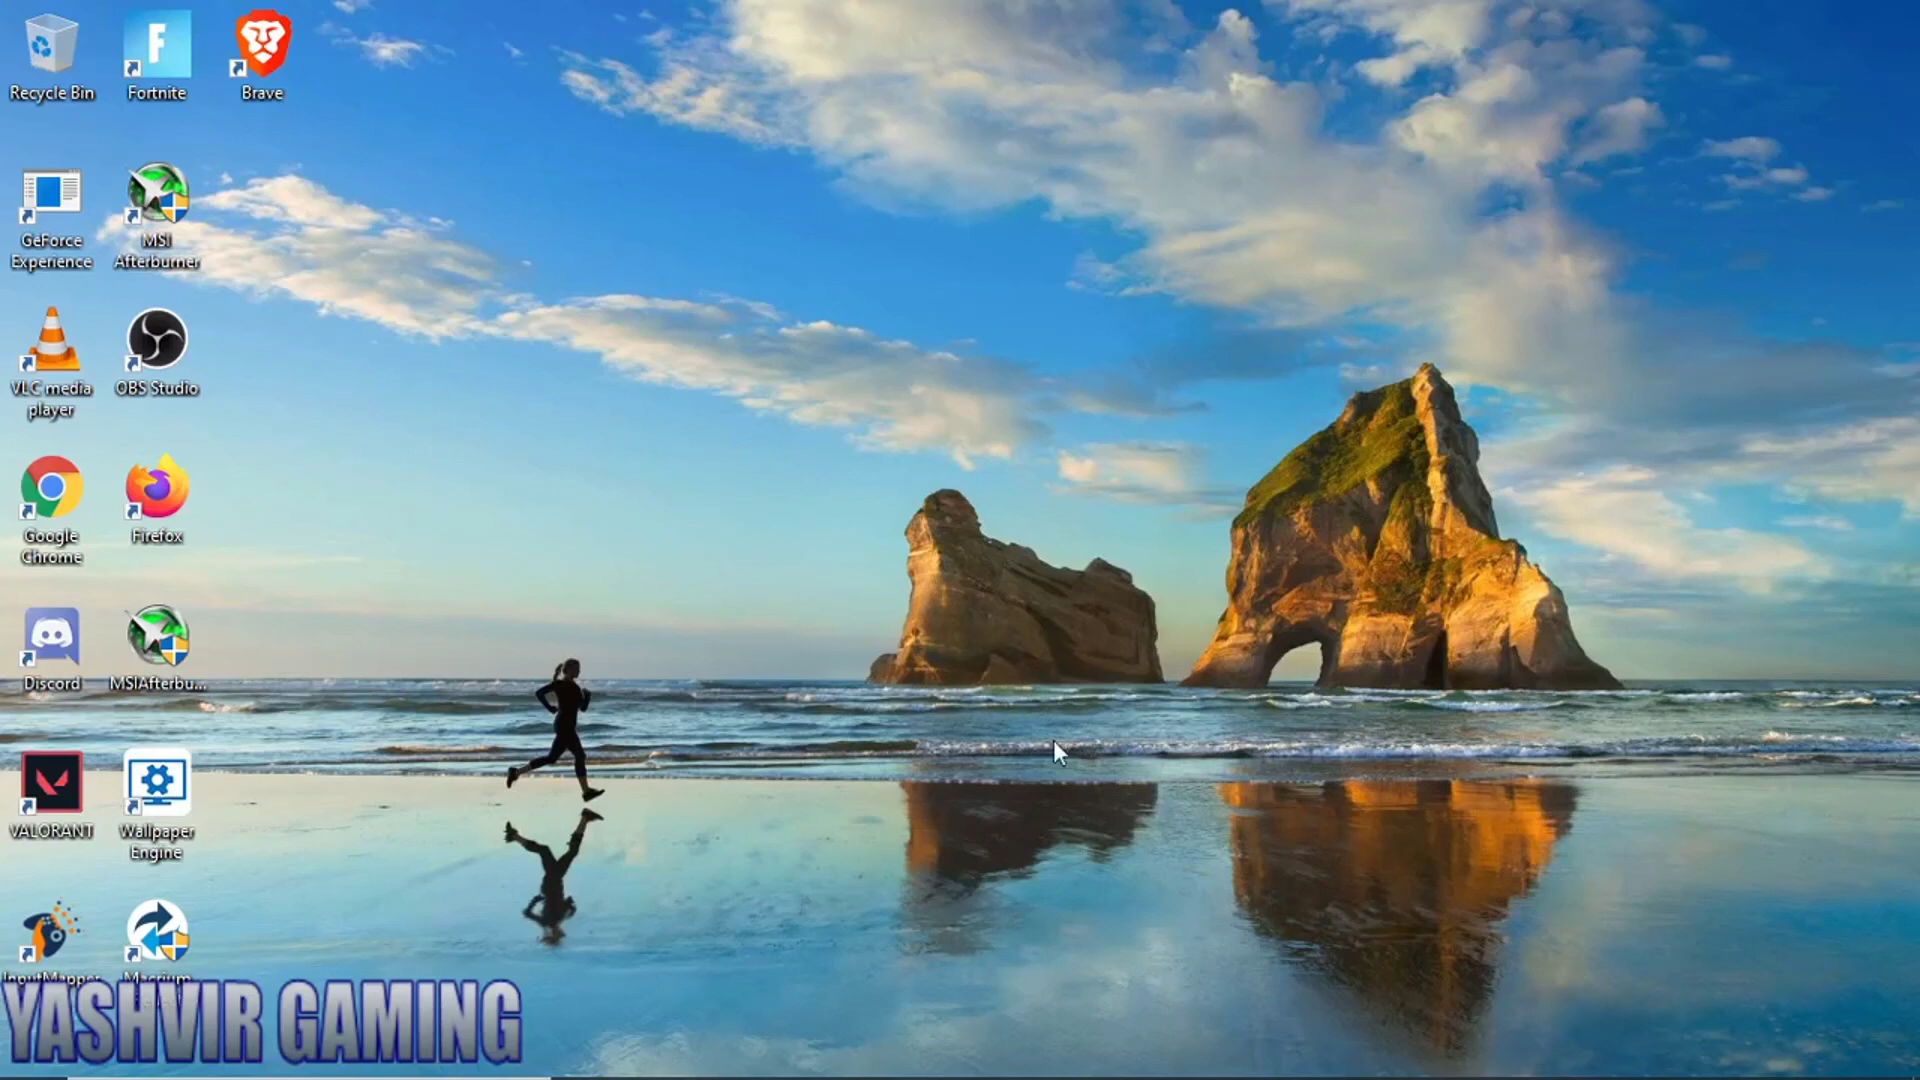 Recycle Bin
Fortnite
Brave
GeForce
Experience
MSI
Afterburner
VLC media
player
OBS Studio
Google
Chrome
Firefox
Discord
MSIAfterbu...
VALORANT
Wallpaper
Engine
InputMapper
Macrium
YASHVIR GAMING